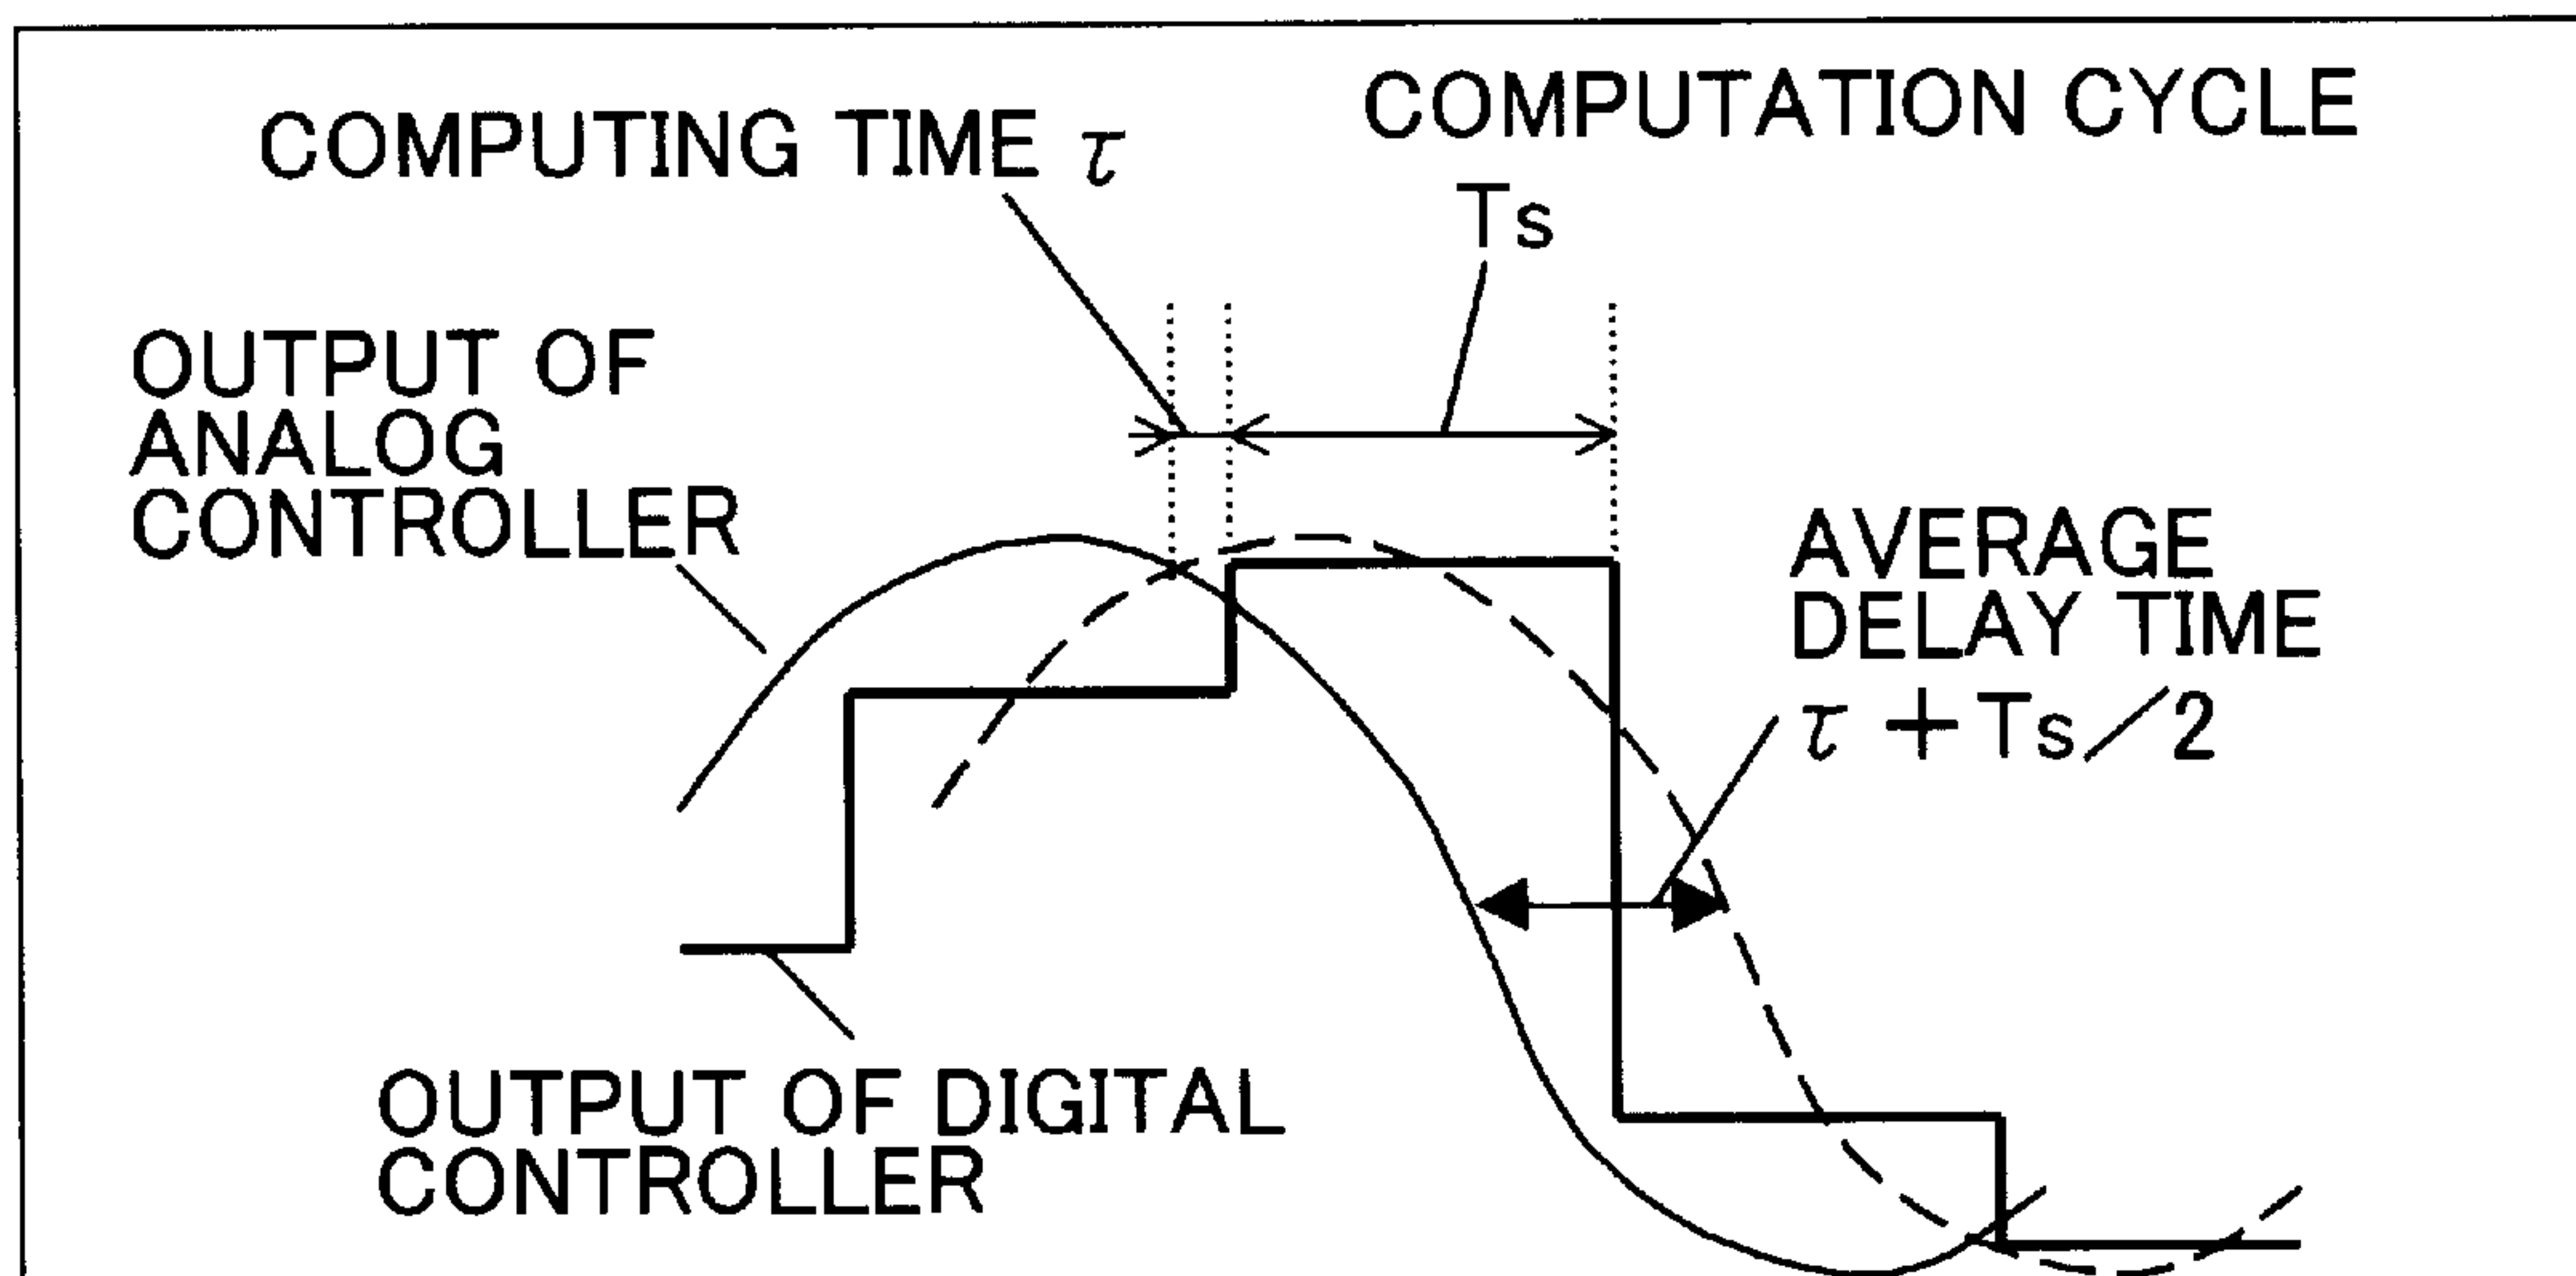 COMPUTING TIME τ
COMPUTATION CYCLE
Ts
OUTPUT OF
ANALOG
CONTROLLER
AVERAGE
DELAY TIME
τ + Ts/2
OUTPUT OF DIGITAL
CONTROLLER